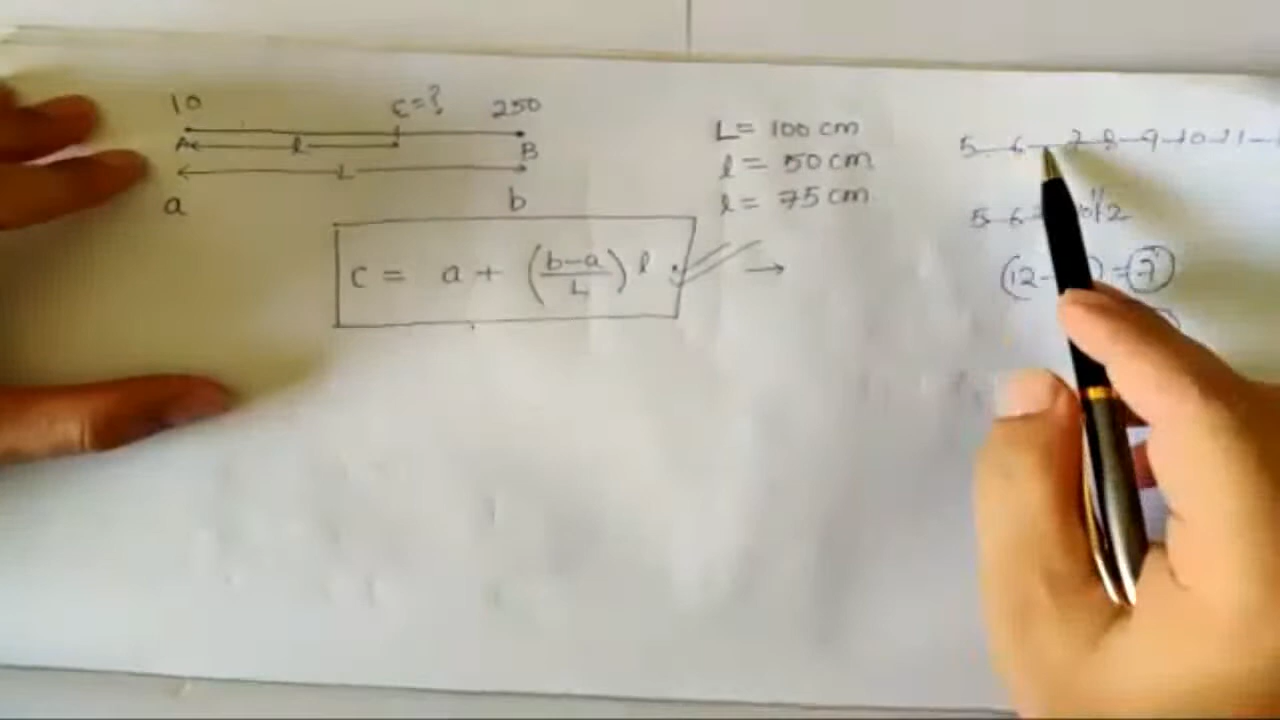 10 C=? 250
A l B
L
a b
C = a + (b-a/L) l
L = 100 cm
l = 50 cm
l = 75 cm
5 6 7 8 9 10 11
5 6 12
(12- ) = 7